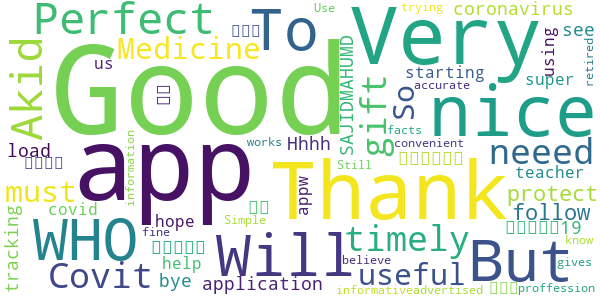 Use
trying
Perfect
To
Very
coronavirus
Medicine
us
using
see
retired
Akid
Good
SAJIDMAHUMD
gift
So
starting
super
accurate
nice
load
app
Hhhh
facts
convenient
neeed
information
works
Thank
Still
teacher
must
appw
protect
covid
WHO
hope
Simple
fine
Will
timely
But
follow
19
tracking
Covit
help
bye
application
believe
useful
know
gives
informativeadvertised
proffession